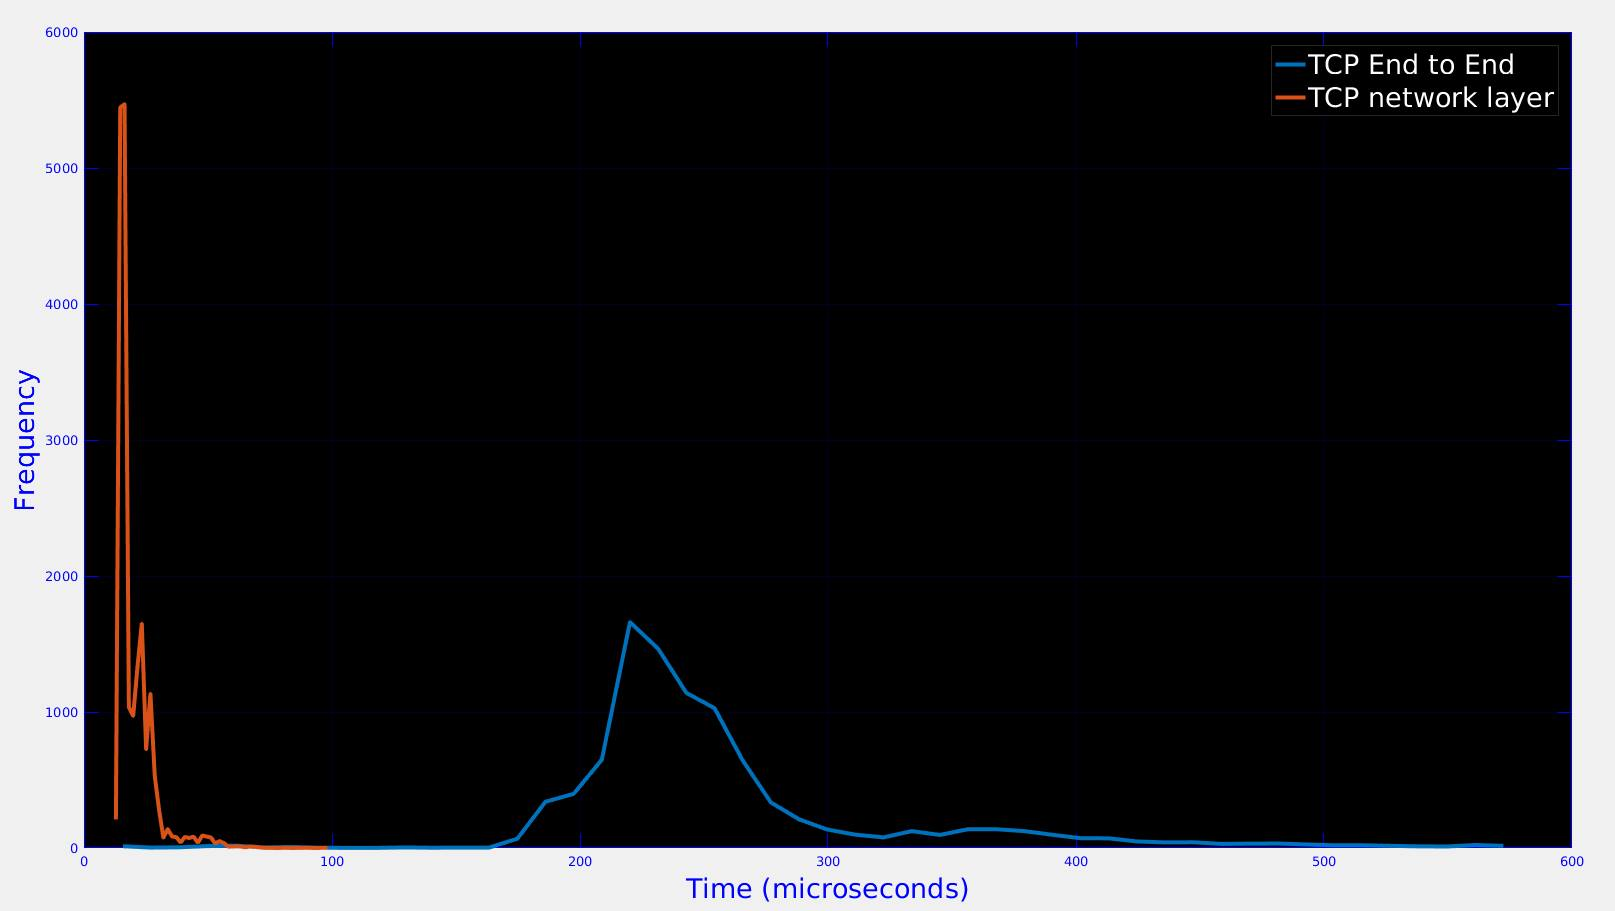 6000
TCP End to End
TCP network layer
5000
4000
3000
2000
1000
0
Frequency
0 100 200 300 400 500 600
Time (microseconds)